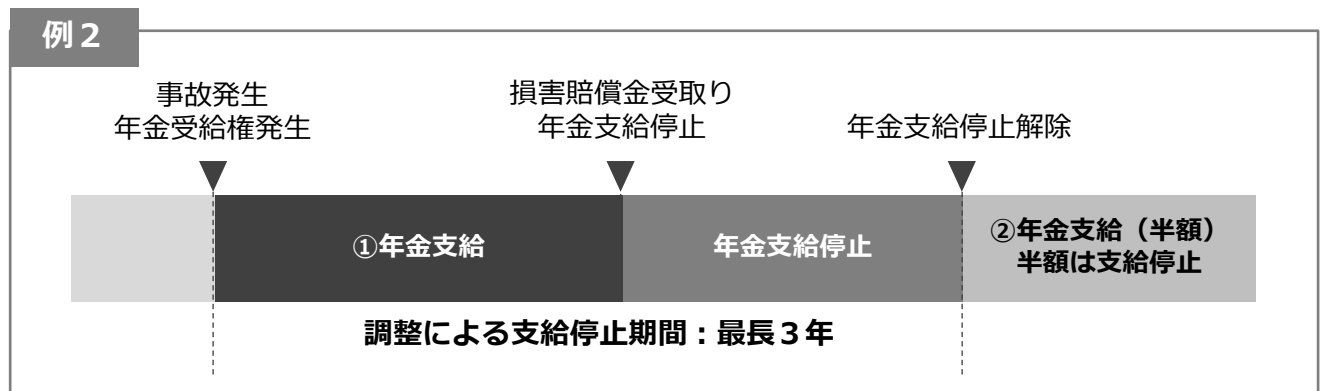 例２
事故発生
年金受給権発生
損害賠償金受取り
年金支給停止
年金支給停止解除
①年金支給
年金支給停止
②年金支給（半額）
半額は支給停止
調整による支給停止期間：最長３年